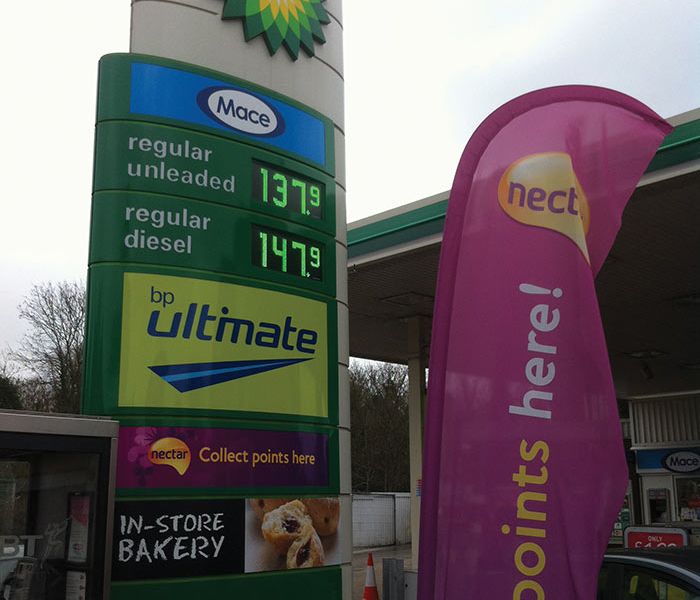 Mace
regular
unleaded
137.9
regular
diesel
147.9
bp
ultimate
nectar
Collect points here
IN-STORE
BAKERY
nect
points here!
Mace
ONLY
BT